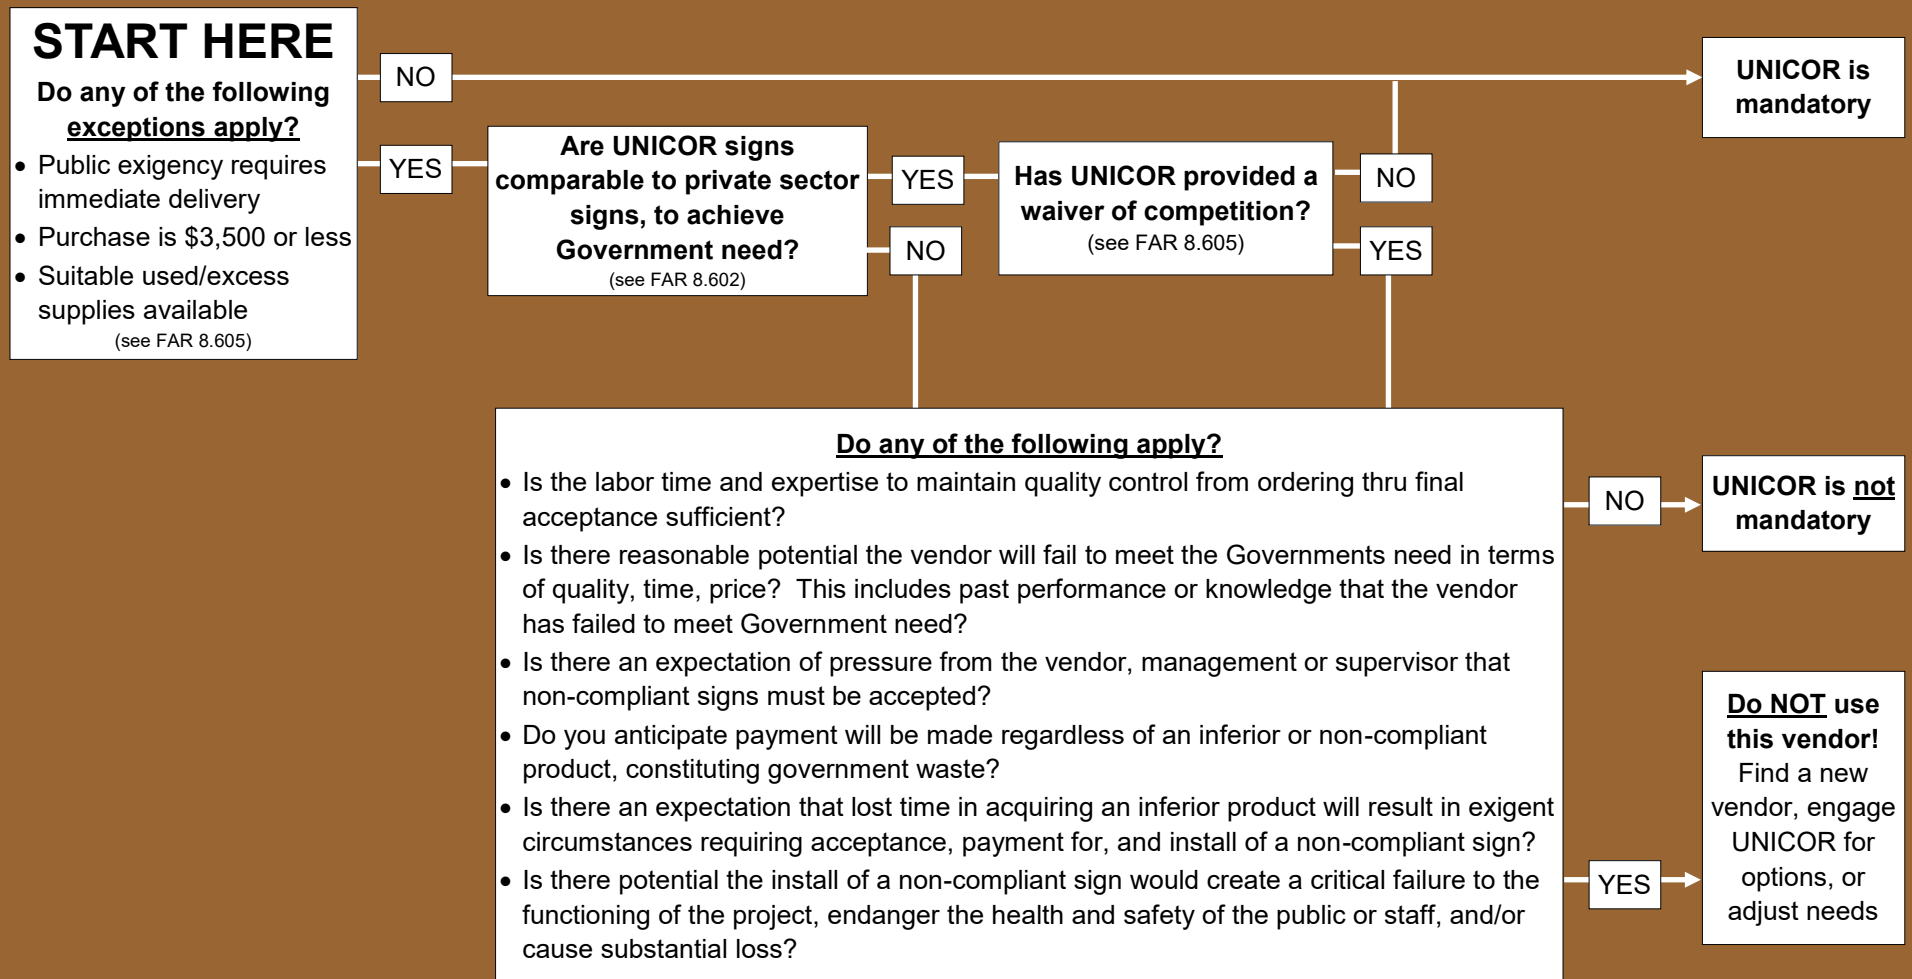 START HERE
Do any of the following
exceptions apply?
• Public exigency requires
immediate delivery
• Purchase is $3,500 or less
• Suitable used/excess
supplies available
(see FAR 8.605)
NO
YES
Are UNICOR signs
comparable to private sector
signs, to achieve
Government need?
(see FAR 8.602)
YES
NO
Has UNICOR provided a
waiver of competition?
(see FAR 8.605)
NO
YES
UNICOR is
mandatory
Do any of the following apply?
• Is the labor time and expertise to maintain quality control from ordering thru final
acceptance sufficient?
• Is there reasonable potential the vendor will fail to meet the Governments need in terms
of quality, time, price?  This includes past performance or knowledge that the vendor
has failed to meet Government need?
• Is there an expectation of pressure from the vendor, management or supervisor that
non-compliant signs must be accepted?
• Do you anticipate payment will be made regardless of an inferior or non-compliant
product, constituting government waste?
• Is there an expectation that lost time in acquiring an inferior product will result in exigent
circumstances requiring acceptance, payment for, and install of a non-compliant sign?
• Is there potential the install of a non-compliant sign would create a critical failure to the
functioning of the project, endanger the health and safety of the public or staff, and/or
cause substantial loss?
NO
UNICOR is not
mandatory
YES
Do NOT use
this vendor!
Find a new
vendor, engage
UNICOR for
options, or
adjust needs